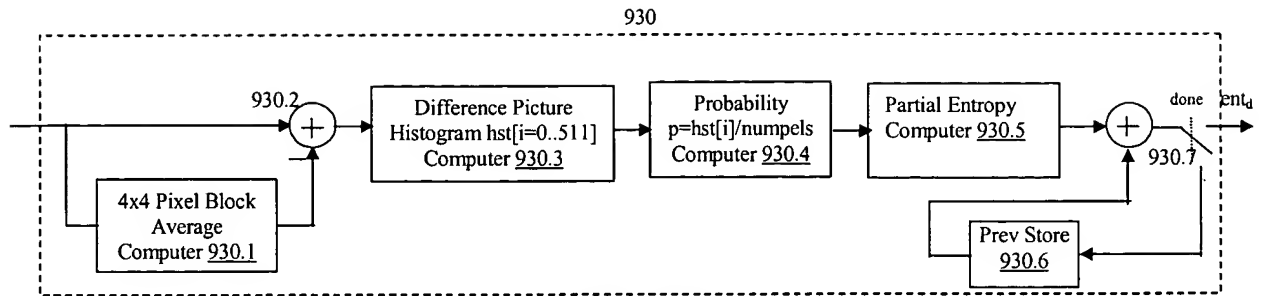 930
930.2
Difference Picture
Histogram hst[i=0..511]
Computer 930.3
Probability
p=hst[i]/numpels
Computer 930.4
Partial Entropy
Computer 930.5
done
ent_d
930.7
4x4 Pixel Block
Average
Computer 930.1
Prev Store
930.6